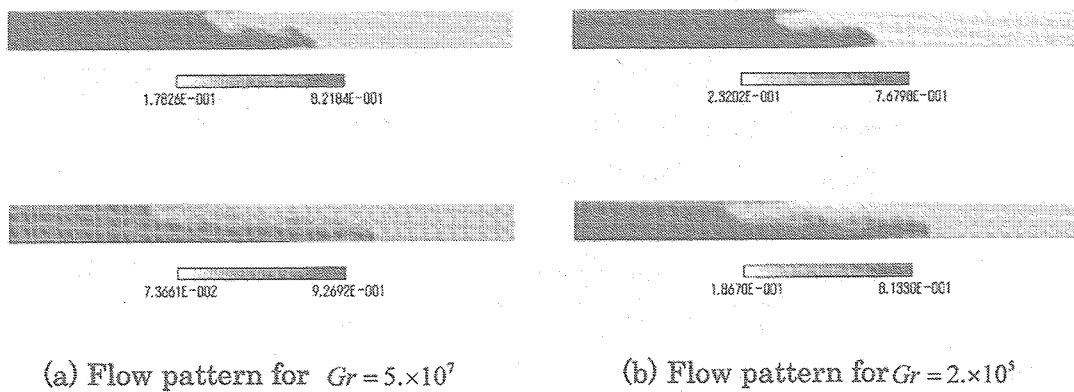 1.7826E-001 8.2184E-001
2.3202E-001 7.6798E-001
7.3661E-002 9.2692E-001
1.8670E-001 8.1330E-001
(a) Flow pattern for Gr = 5.×10⁷
(b) Flow pattern for Gr = 2.×10⁵